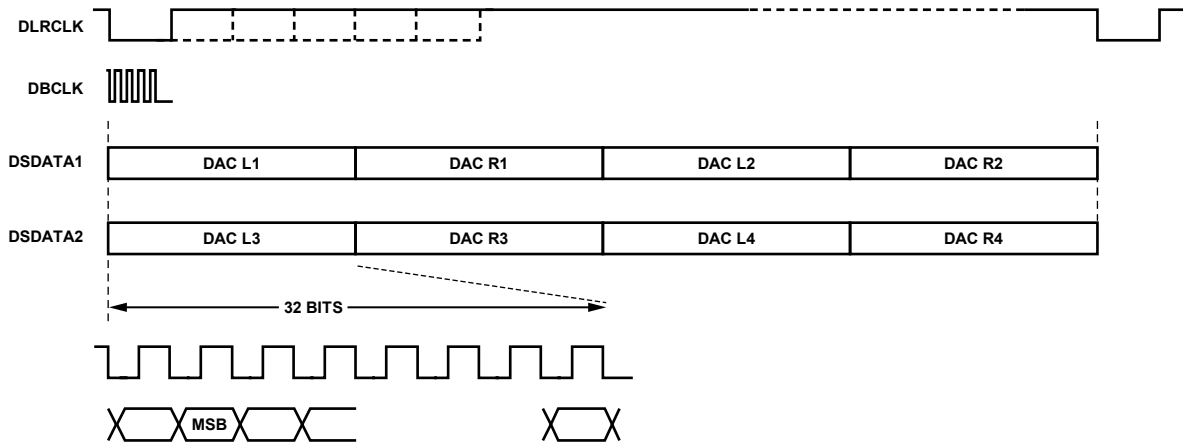 DLRCLK
DBCLK
DSDATA1 DAC L1 DAC R1 DAC L2 DAC R2
DSDATA2 DAC L3 DAC R3 DAC L4 DAC R4
32 BITS
MSB